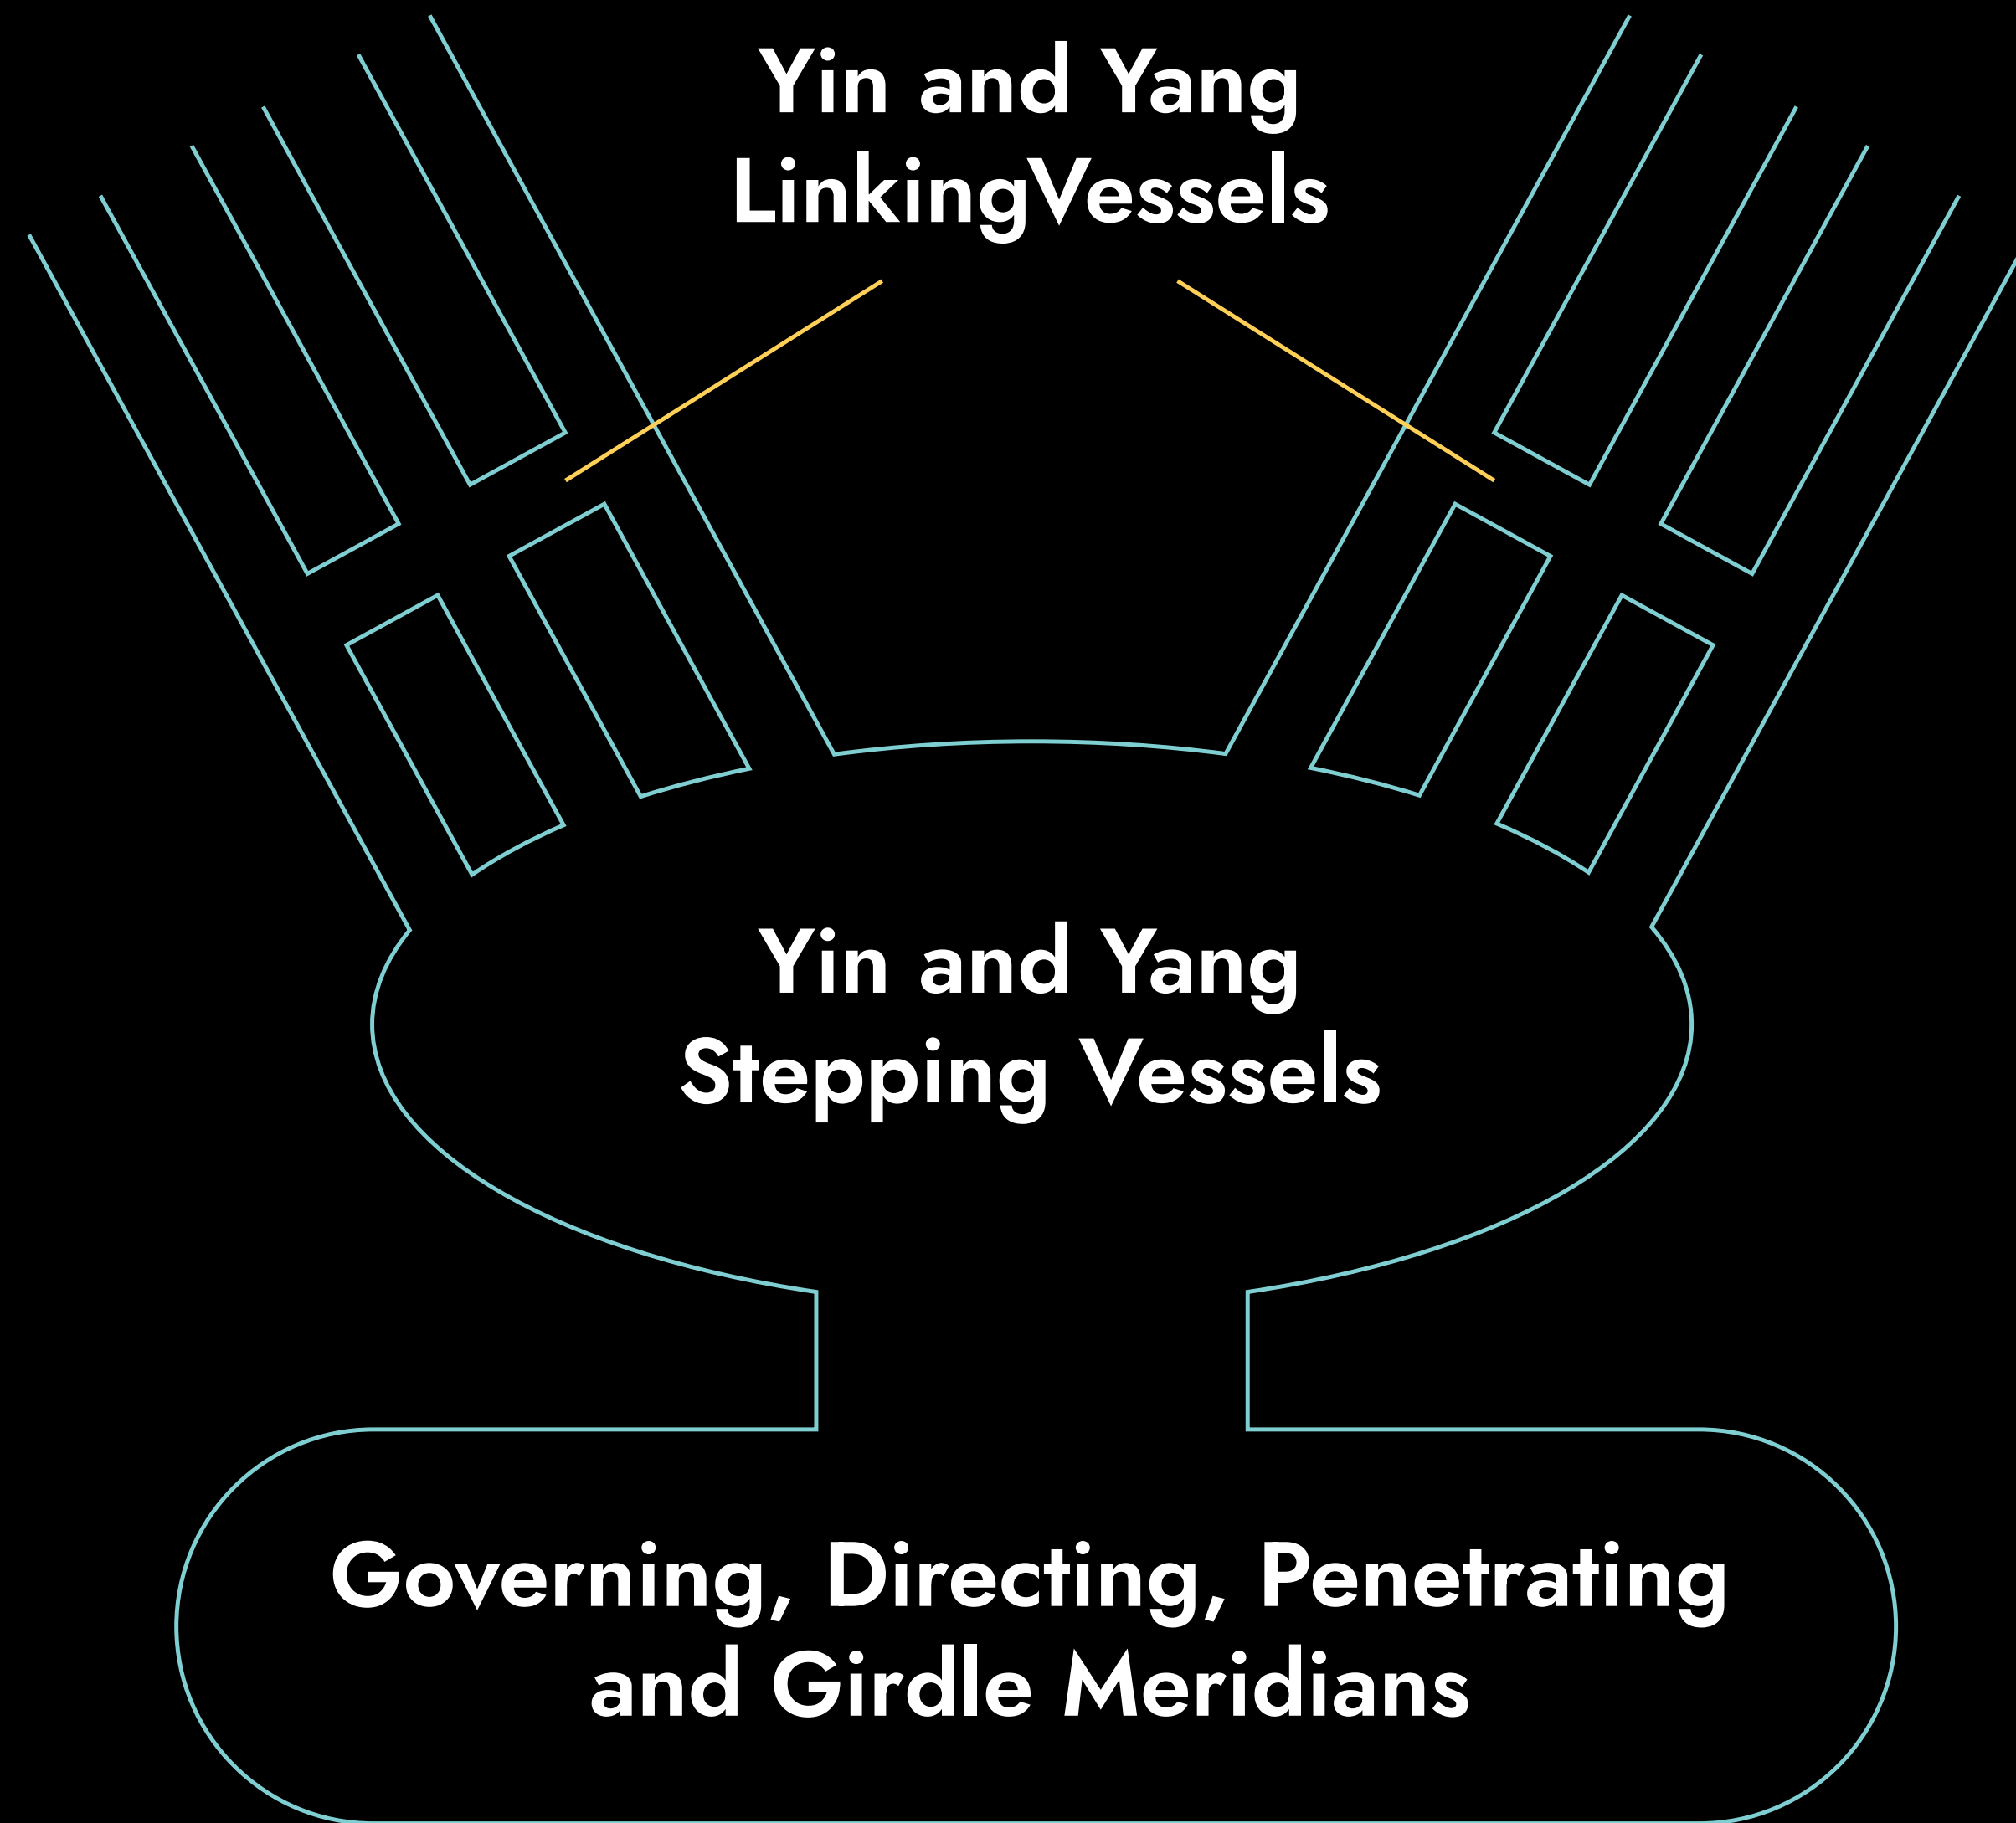 Yin and Yang
LinkingVessels
Yin and Yang
Stepping Vessels
Governing, Directing, Penetrating
and Girdle Meridians